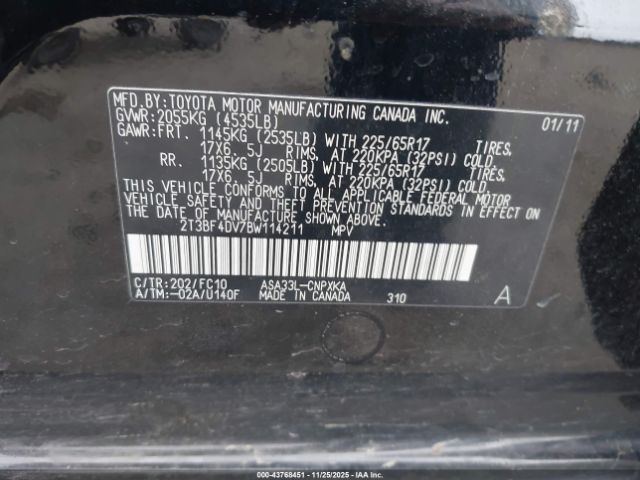 MFD.BY:TOYOTA MOTOR MANUFACTURING CANADA INC.
GVWR:2055KG (4535LB) 01/11
GAWR:FRT. 1145KG (2535LB) WITH 225/65R17 TIRES,
17X6.5J RIMS, AT 220KPA (32PSI) COLD.
RR. 1135KG (2505LB) WITH 225/65R17 TIRES,
17X6.5J RIMS, AT 220KPA (32PSI) COLD.
THIS VEHICLE CONFORMS TO ALL APPLICABLE FEDERAL MOTOR
VEHICLE SAFETY AND THEFT PREVENTION STANDARDS IN EFFECT ON
THE DATE OF MANUFACTURE SHOWN ABOVE.
2T3BF4DV7BW114211 MPV
C/TR:202/FC10 ASA33L-CNPXKA
A/TM:-02A/U140F MADE IN CANADA 310 A
000-43768451 - 11/25/2025 - IAAI.COM